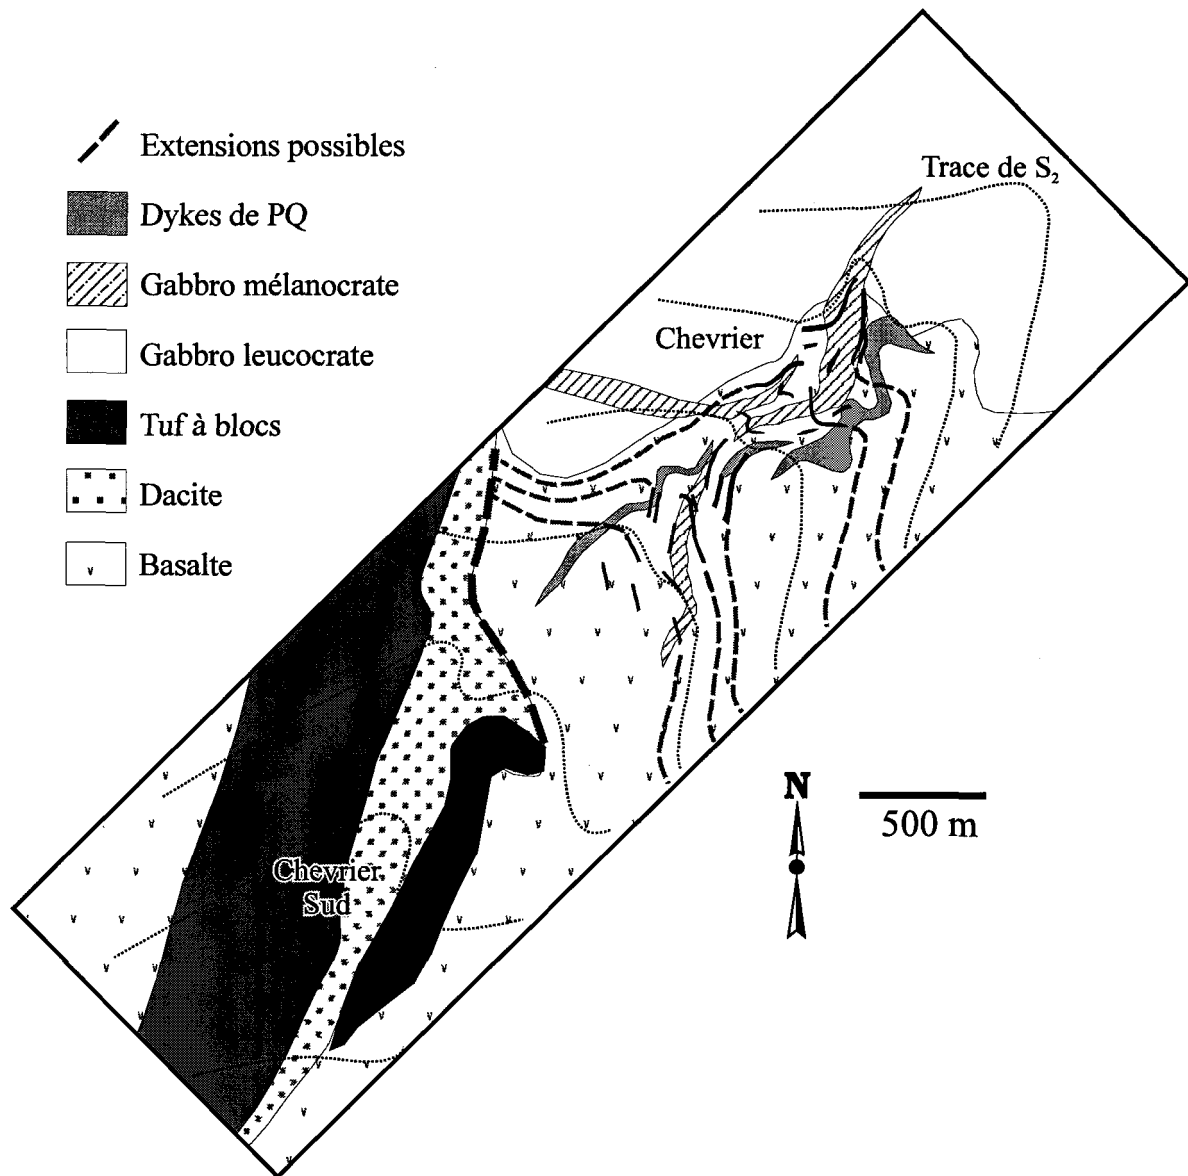 Extensions possibles
Dykes de PQ
Gabbro mélanocrate
Gabbro leucocrate
Tuf à blocs
Dacite
Basalte
Trace de S₂
Chevrier
Chevrier
Sud
N
500 m